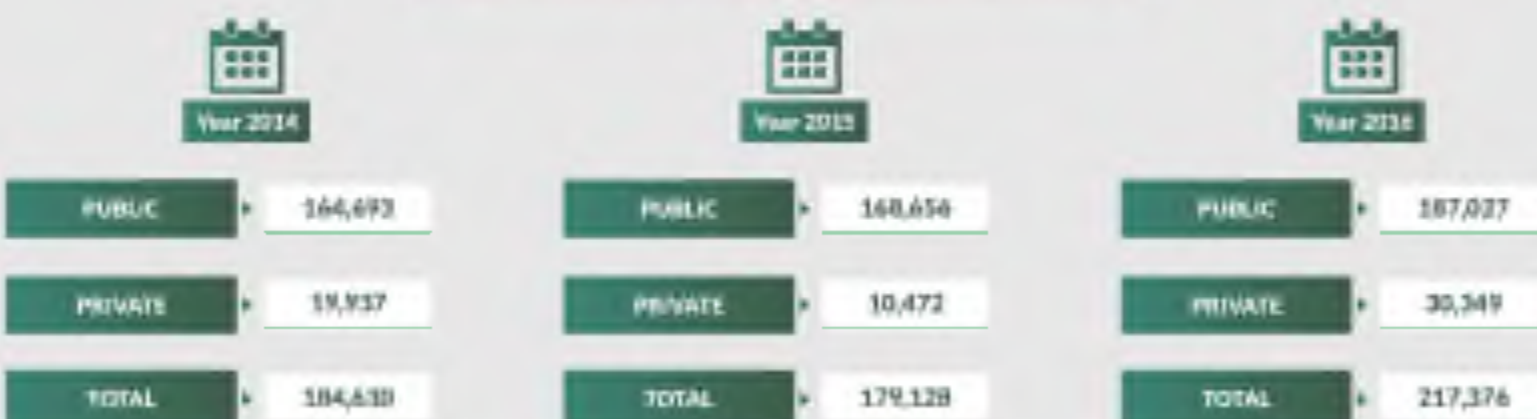 Year 2014 Year 2015 Year 2016
PUBLIC 164,693 PUBLIC 168,656 PUBLIC 187,027
PRIVATE 19,937 PRIVATE 10,472 PRIVATE 30,349
TOTAL 184,630 TOTAL 179,128 TOTAL 217,376